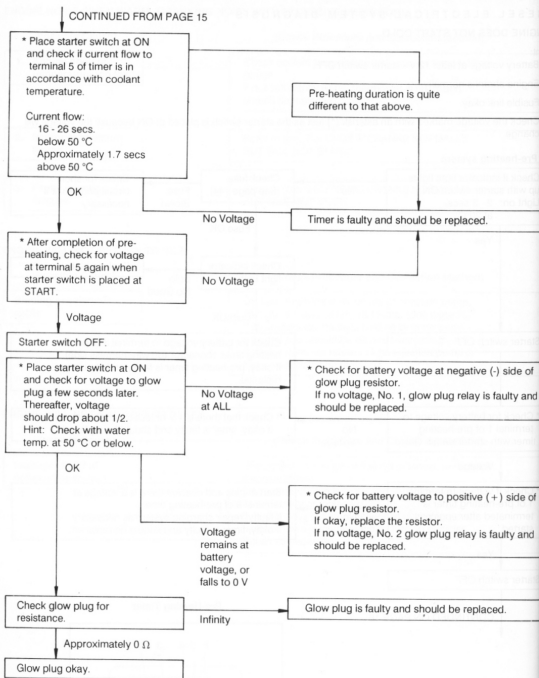 CONTINUED FROM PAGE 15
* Place starter switch at ON
and check if current flow to
terminal 5 of timer is in
accordance with coolant
temperature.
Current flow:
16 - 26 secs.
below 50 °C
Approximately 1.7 secs
above 50 °C
Pre-heating duration is quite
different to that above.
OK
No Voltage
Timer is faulty and should be replaced.
* After completion of pre-
heating, check for voltage
at terminal 5 again when
starter switch is placed at
START.
No Voltage
Voltage
Starter switch OFF.
* Place starter switch at ON
and check for voltage to glow
plug a few seconds later.
Thereafter, voltage
should drop about 1/2.
Hint: Check with water
temp. at 50 °C or below.
No Voltage
at ALL
* Check for battery voltage at negative (-) side of
glow plug resistor.
If no voltage, No. 1, glow plug relay is faulty and
should be replaced.
OK
Voltage
remains at
battery
voltage, or
falls to 0 V
* Check for battery voltage to positive (+) side of
glow plug resistor.
If okay, replace the resistor.
If no voltage, No. 2 glow plug relay is faulty and
should be replaced.
Check glow plug for
resistance.
Infinity
Glow plug is faulty and should be replaced.
Approximately 0 Ω
Glow plug okay.